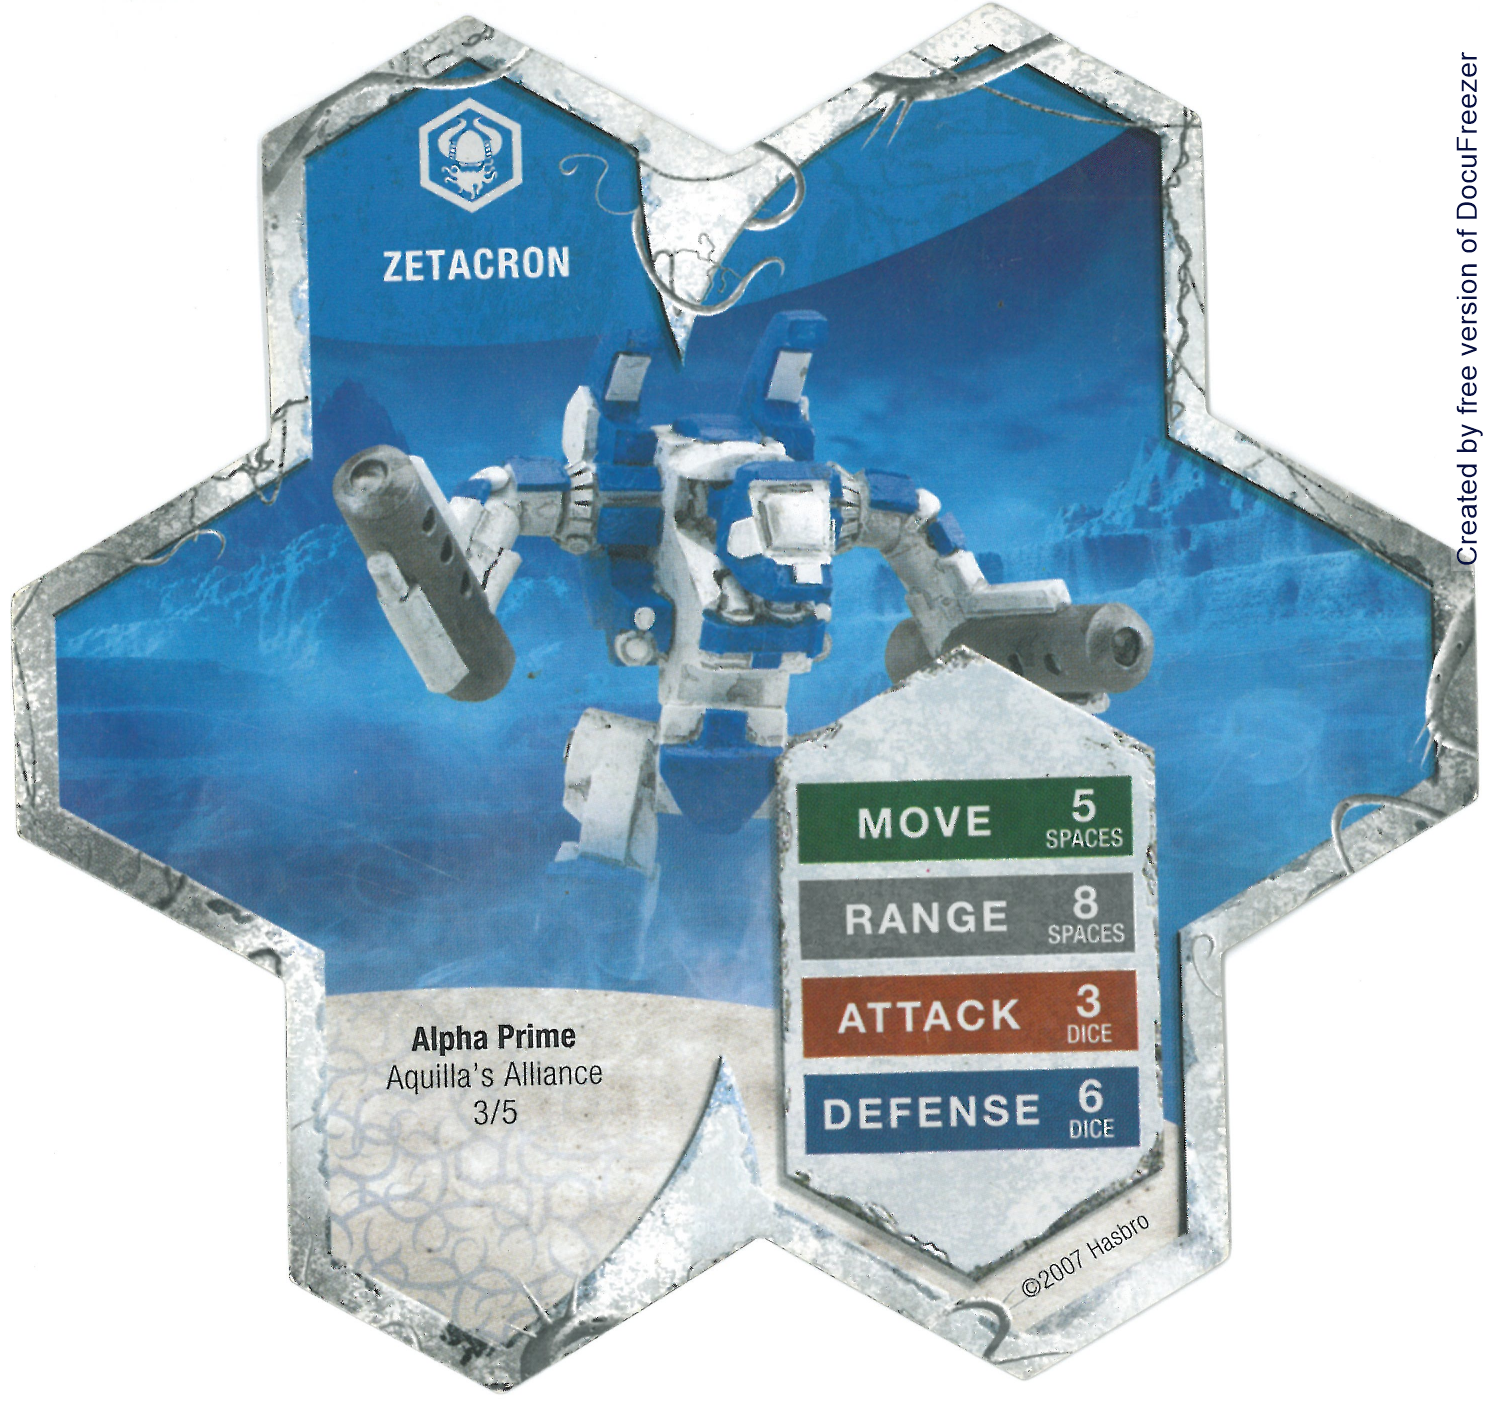 ZETACRON
MOVE 5 SPACES
RANGE 8 SPACES
ATTACK 3 DICE
DEFENSE 6 DICE
Alpha Prime
Aquilla's Alliance
3/5
©2007 Hasbro
Created by free version of DocuFreezer